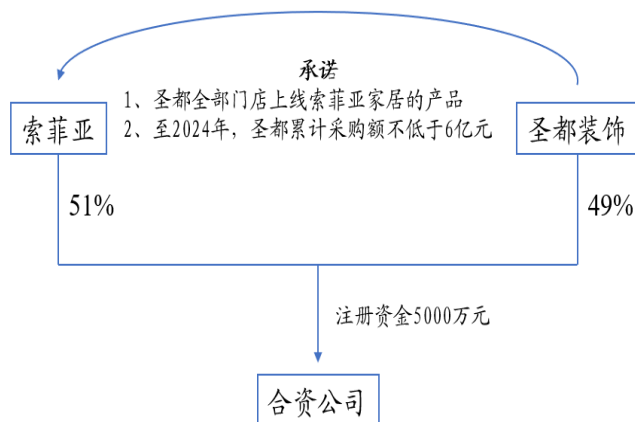 承诺
1、圣都全部门店上线索菲亚家居的产品
2、至2024年，圣都累计采购额不低于6亿元
索菲亚
圣都装饰
51%
49%
注册资金5000万元
合资公司